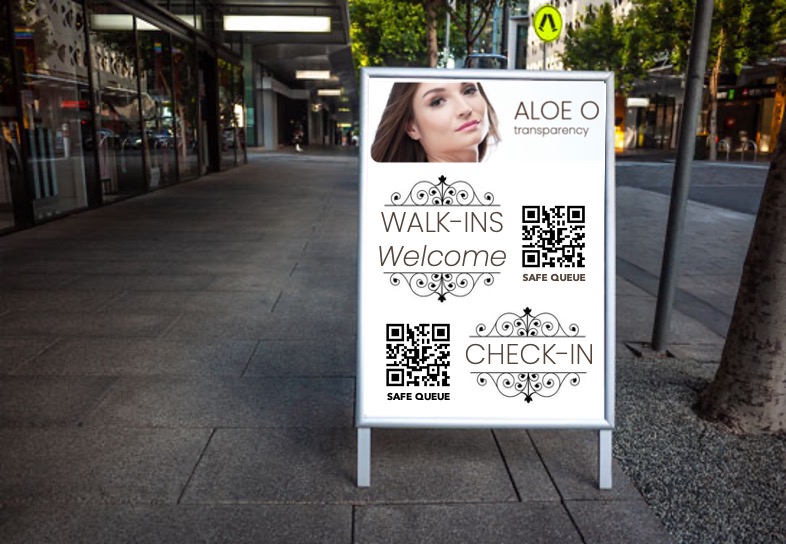 ALOE O
transparency
WALK-INS
Welcome
SAFE QUEUE
CHECK-IN
SAFE QUEUE